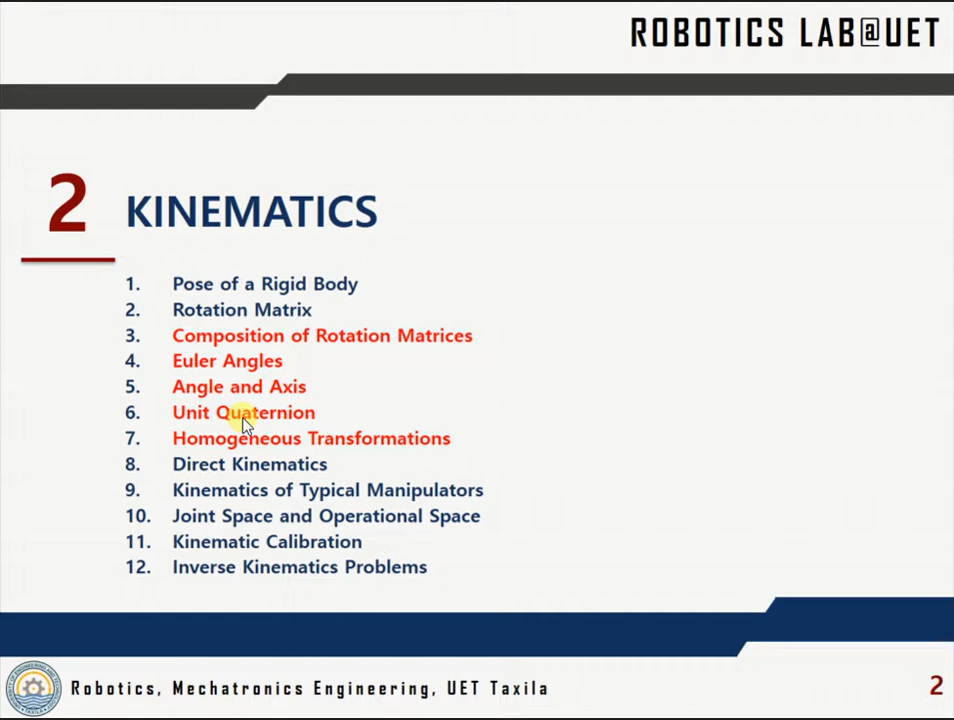 ROBOTICS LAB@UET
2 KINEMATICS
1. Pose of a Rigid Body
2. Rotation Matrix
3. Composition of Rotation Matrices
4. Euler Angles
5. Angle and Axis
6. Unit Quaternion
7. Homogeneous Transformations
8. Direct Kinematics
9. Kinematics of Typical Manipulators
10. Joint Space and Operational Space
11. Kinematic Calibration
12. Inverse Kinematics Problems
Robotics, Mechatronics Engineering, UET Taxila
2